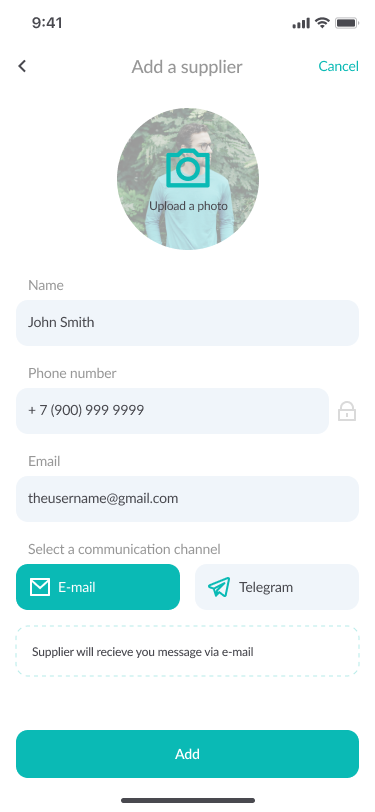 9:41
Add a supplier
Cancel
Upload a photo
Name
John Smith
Phone number
+ 7 (900) 999 9999
Email
theusername@gmail.com
Select a communication channel
E-mail
Telegram
Supplier will recieve you message via e-mail
Add